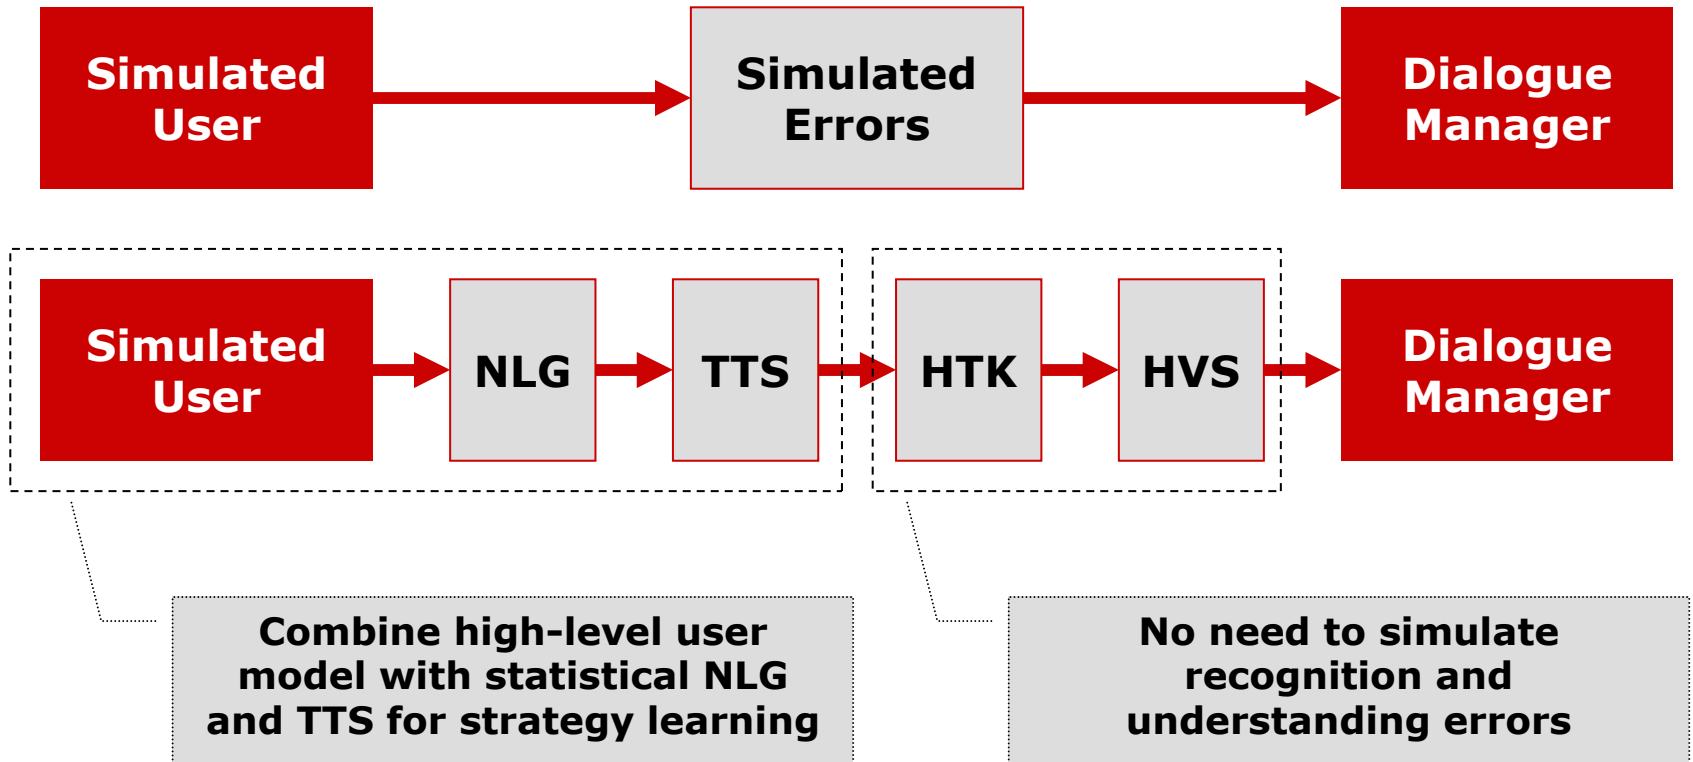 Simulated
User
Simulated
Errors
Dialogue
Manager
Simulated
User
NLG
TTS
HTK
HVS
Dialogue
Manager
Combine high-level user
model with statistical NLG
and TTS for strategy learning
No need to simulate
recognition and
understanding errors